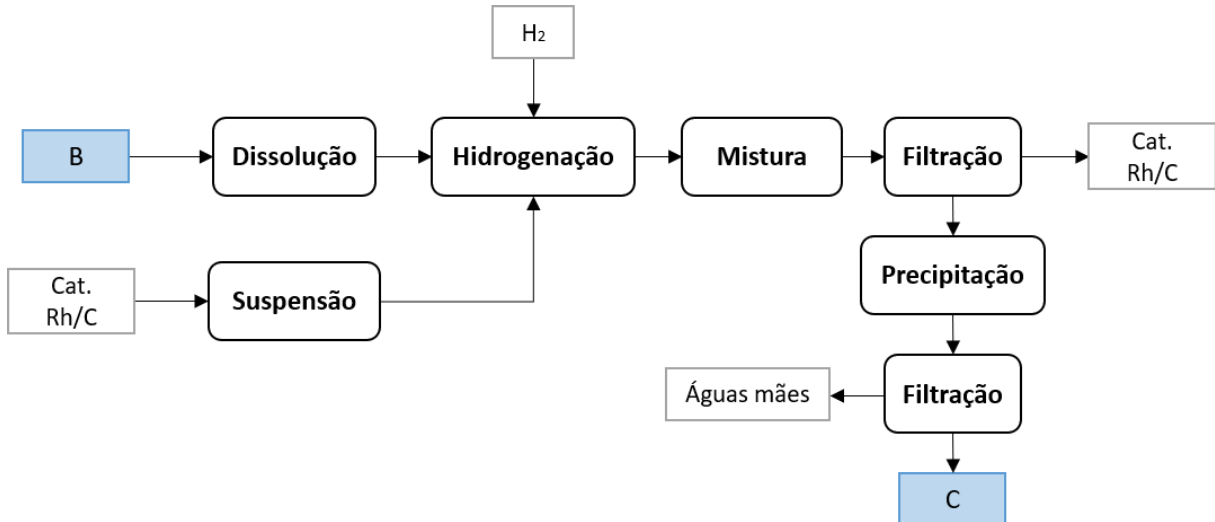 H₂
B
Dissolução
Hidrogenação
Mistura
Filtração
Cat.
Rh/C
Cat.
Rh/C
Suspensão
Precipitação
Águas mães
Filtração
C